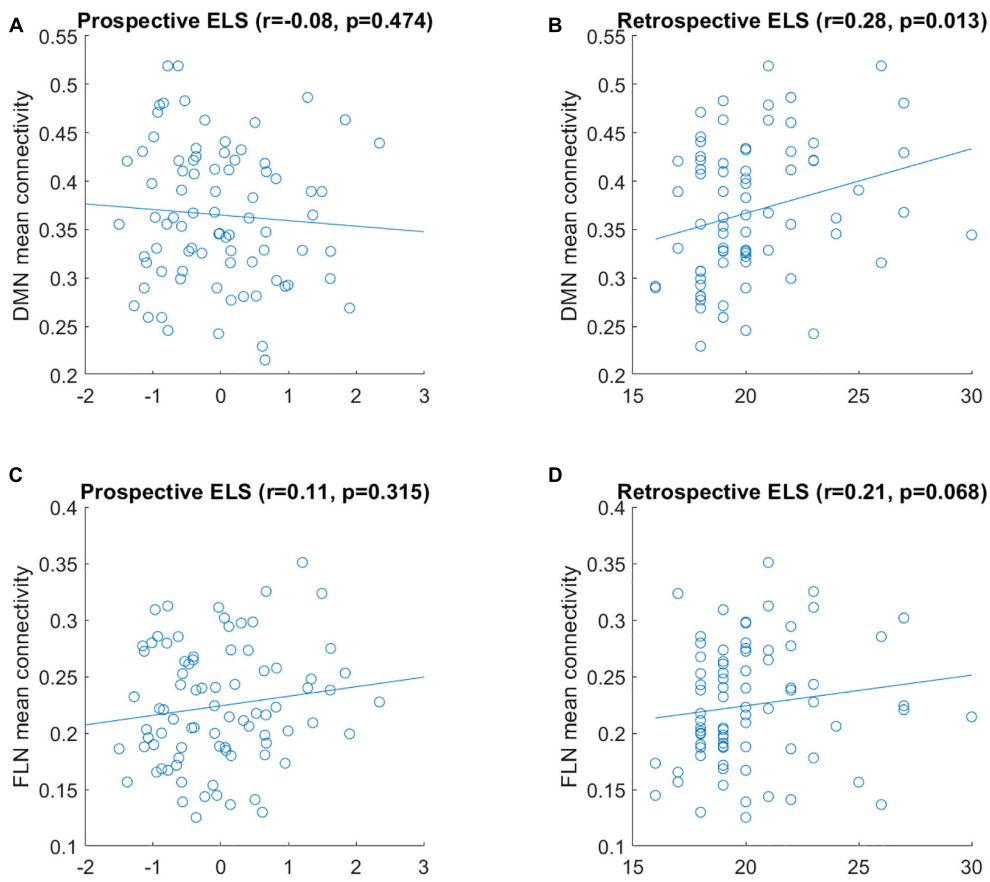 A
Prospective ELS (r=-0.08, p=0.474)
DMN mean connectivity
0.55
0.5
0.45
0.4
0.35
0.3
0.25
0.2
-2 -1 0 1 2 3
B
Retrospective ELS (r=0.28, p=0.013)
DMN mean connectivity
0.55
0.5
0.45
0.4
0.35
0.3
0.25
0.2
15 20 25 30
C
Prospective ELS (r=0.11, p=0.315)
FLN mean connectivity
0.4
0.35
0.3
0.25
0.2
0.15
0.1
-2 -1 0 1 2 3
D
Retrospective ELS (r=0.21, p=0.068)
FLN mean connectivity
0.4
0.35
0.3
0.25
0.2
0.15
0.1
15 20 25 30